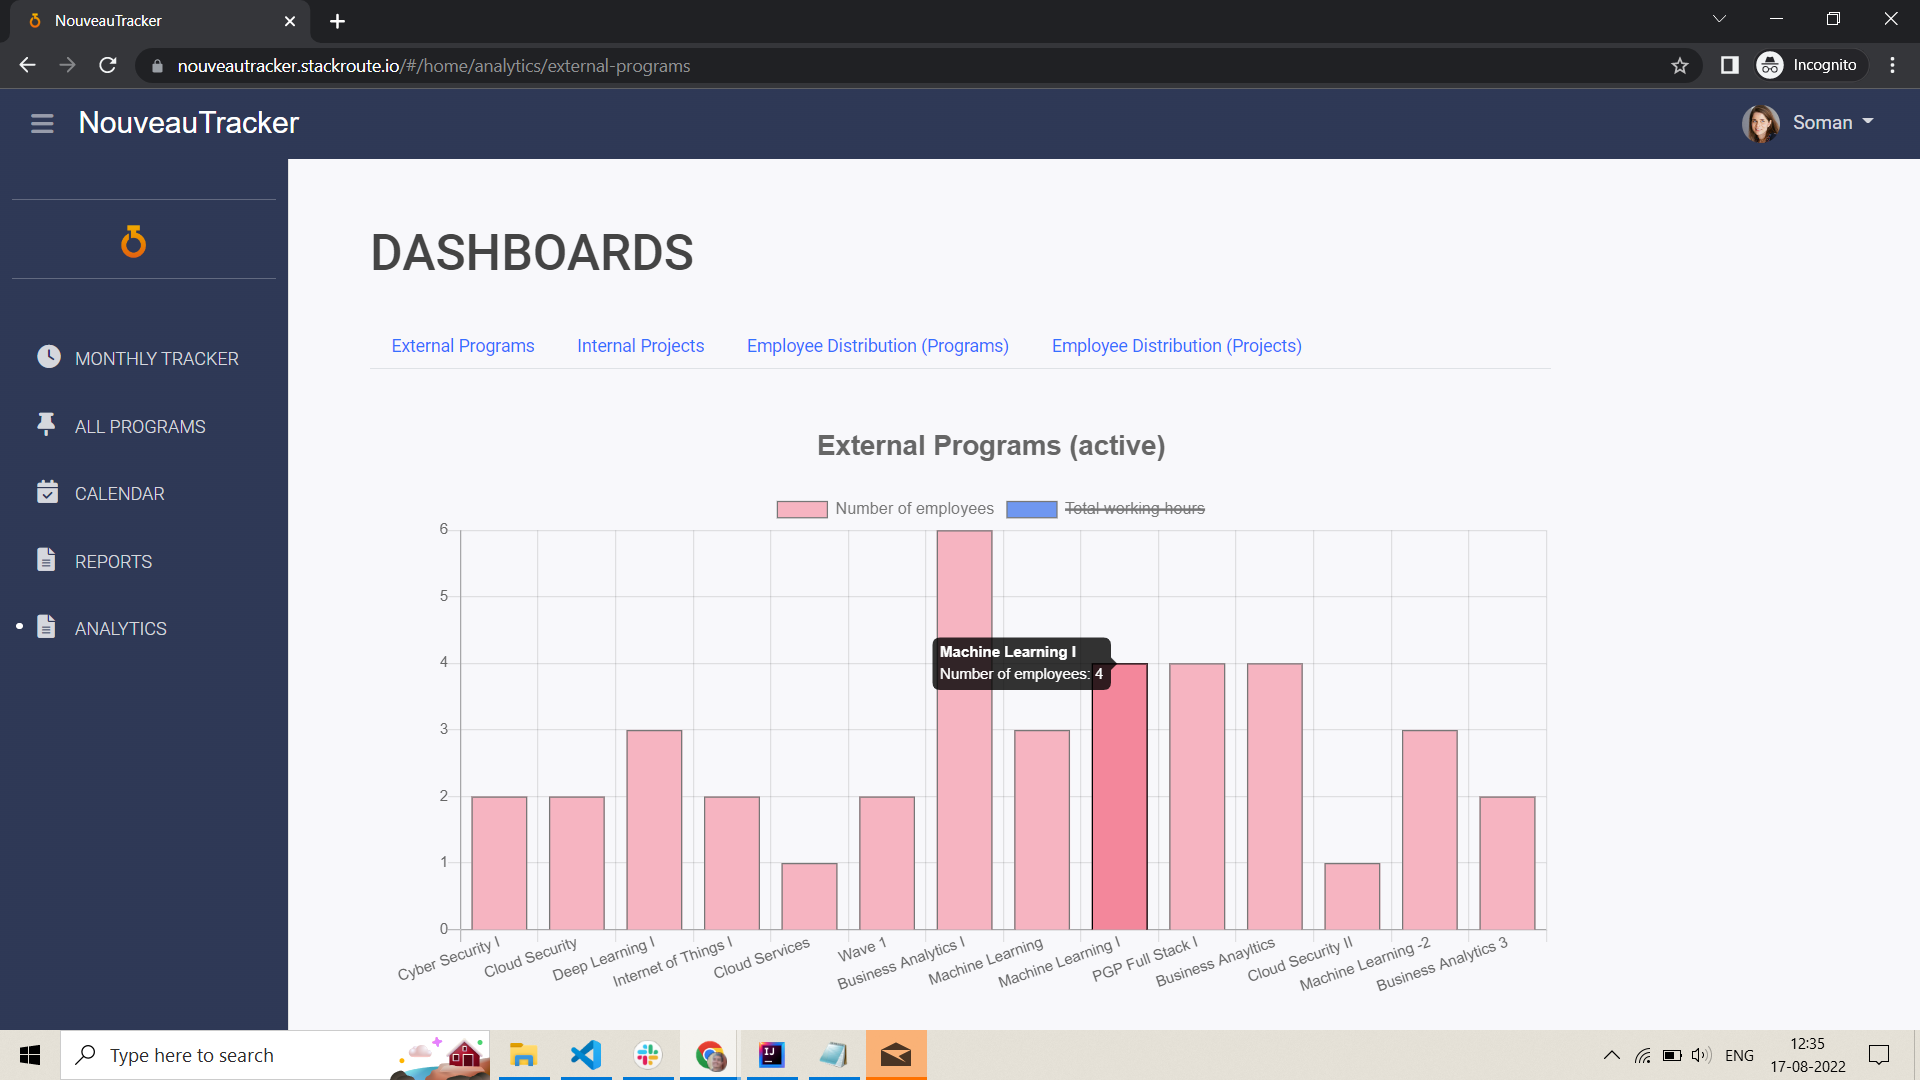 NouveauTracker
nouveautracker.stackroute.io/#/home/analytics/external-programs
Incognito
NouveauTracker
Soman
DASHBOARDS
MONTHLY TRACKER
ALL PROGRAMS
CALENDAR
REPORTS
ANALYTICS
External Programs
Internal Projects
Employee Distribution (Programs)
Employee Distribution (Projects)
External Programs (active)
Number of employees
Total working hours
6
5
4
3
2
1
0
Machine Learning I
Number of employees: 4
Cyber Security I
Cloud Security
Deep Learning I
Internet of Things I
Cloud Services
Wave 1
Business Analytics I
Machine Learning
Machine Learning I
PGP Full Stack I
Business Anayltics
Cloud Security II
Machine Learning -2
Business Analytics 3
Type here to search
IJ
ENG
12:35
17-08-2022